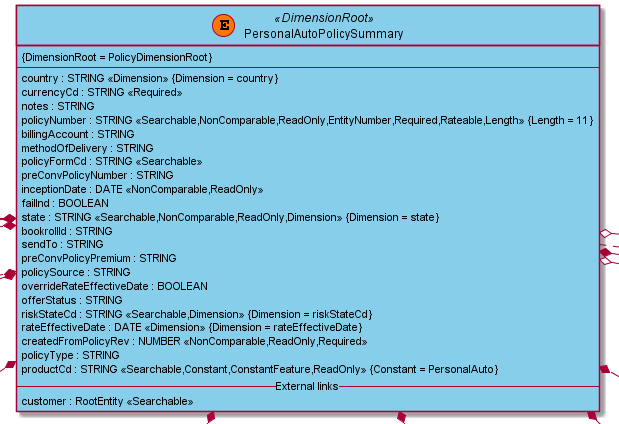 «DimensionRoot»
E
PersonalAutoPolicySummary
{DimensionRoot = PolicyDimensionRoot}
country : STRING «Dimension» {Dimension = country}
currencyCd : STRING «Required»
notes : STRING
policyNumber : STRING «Searchable,NonComparable,ReadOnly,EntityNumber,Required,Rateable,Length» {Length = 11}
billingAccount : STRING
methodOfDelivery : STRING
policyFormCd : STRING «Searchable»
preConvPolicyNumber : STRING
inceptionDate : DATE «NonComparable,ReadOnly»
failInd : BOOLEAN
state : STRING «Searchable,NonComparable,ReadOnly,Dimension» {Dimension = state}
bookrollId : STRING
sendTo : STRING
preConvPolicyPremium : STRING
policySource : STRING
overrideRateEffectiveDate : BOOLEAN
offerStatus : STRING
riskStateCd : STRING «Searchable,Dimension» {Dimension = riskStateCd}
rateEffectiveDate : DATE «Dimension» {Dimension = rateEffectiveDate}
createdFromPolicyRev : NUMBER «NonComparable,ReadOnly,Required»
policyType : STRING
productCd : STRING «Searchable,Constant,ConstantFeature,ReadOnly» {Constant = PersonalAuto}
External links
customer : RootEntity «Searchable»